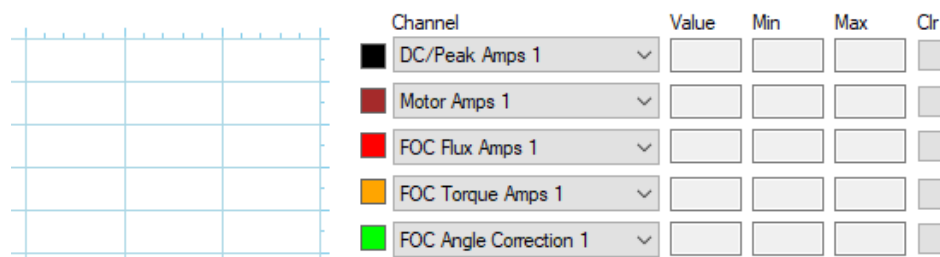 Channel Value Min Max Clr
DC/Peak Amps 1
Motor Amps 1
FOC Flux Amps 1
FOC Torque Amps 1
FOC Angle Correction 1